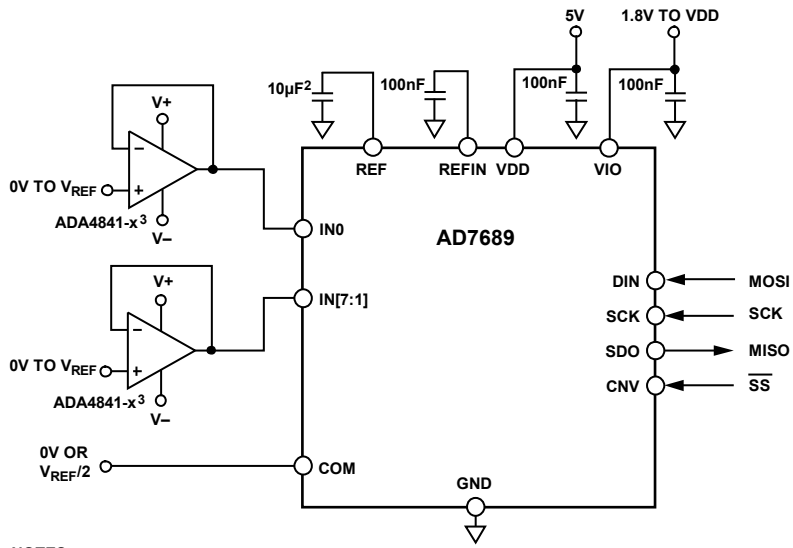 5V
1.8V TO VDD
10µF²
100nF
100nF
100nF
V+
−
+
0V TO VREF
ADA4841-x³
V−
REF
REFIN
VDD
VIO
IN0
AD7689
V+
IN[7:1]
−
+
0V TO VREF
ADA4841-x³
V−
DIN
MOSI
SCK
SCK
SDO
MISO
CNV
S̅S̅
0V OR
VREF/2
COM
GND